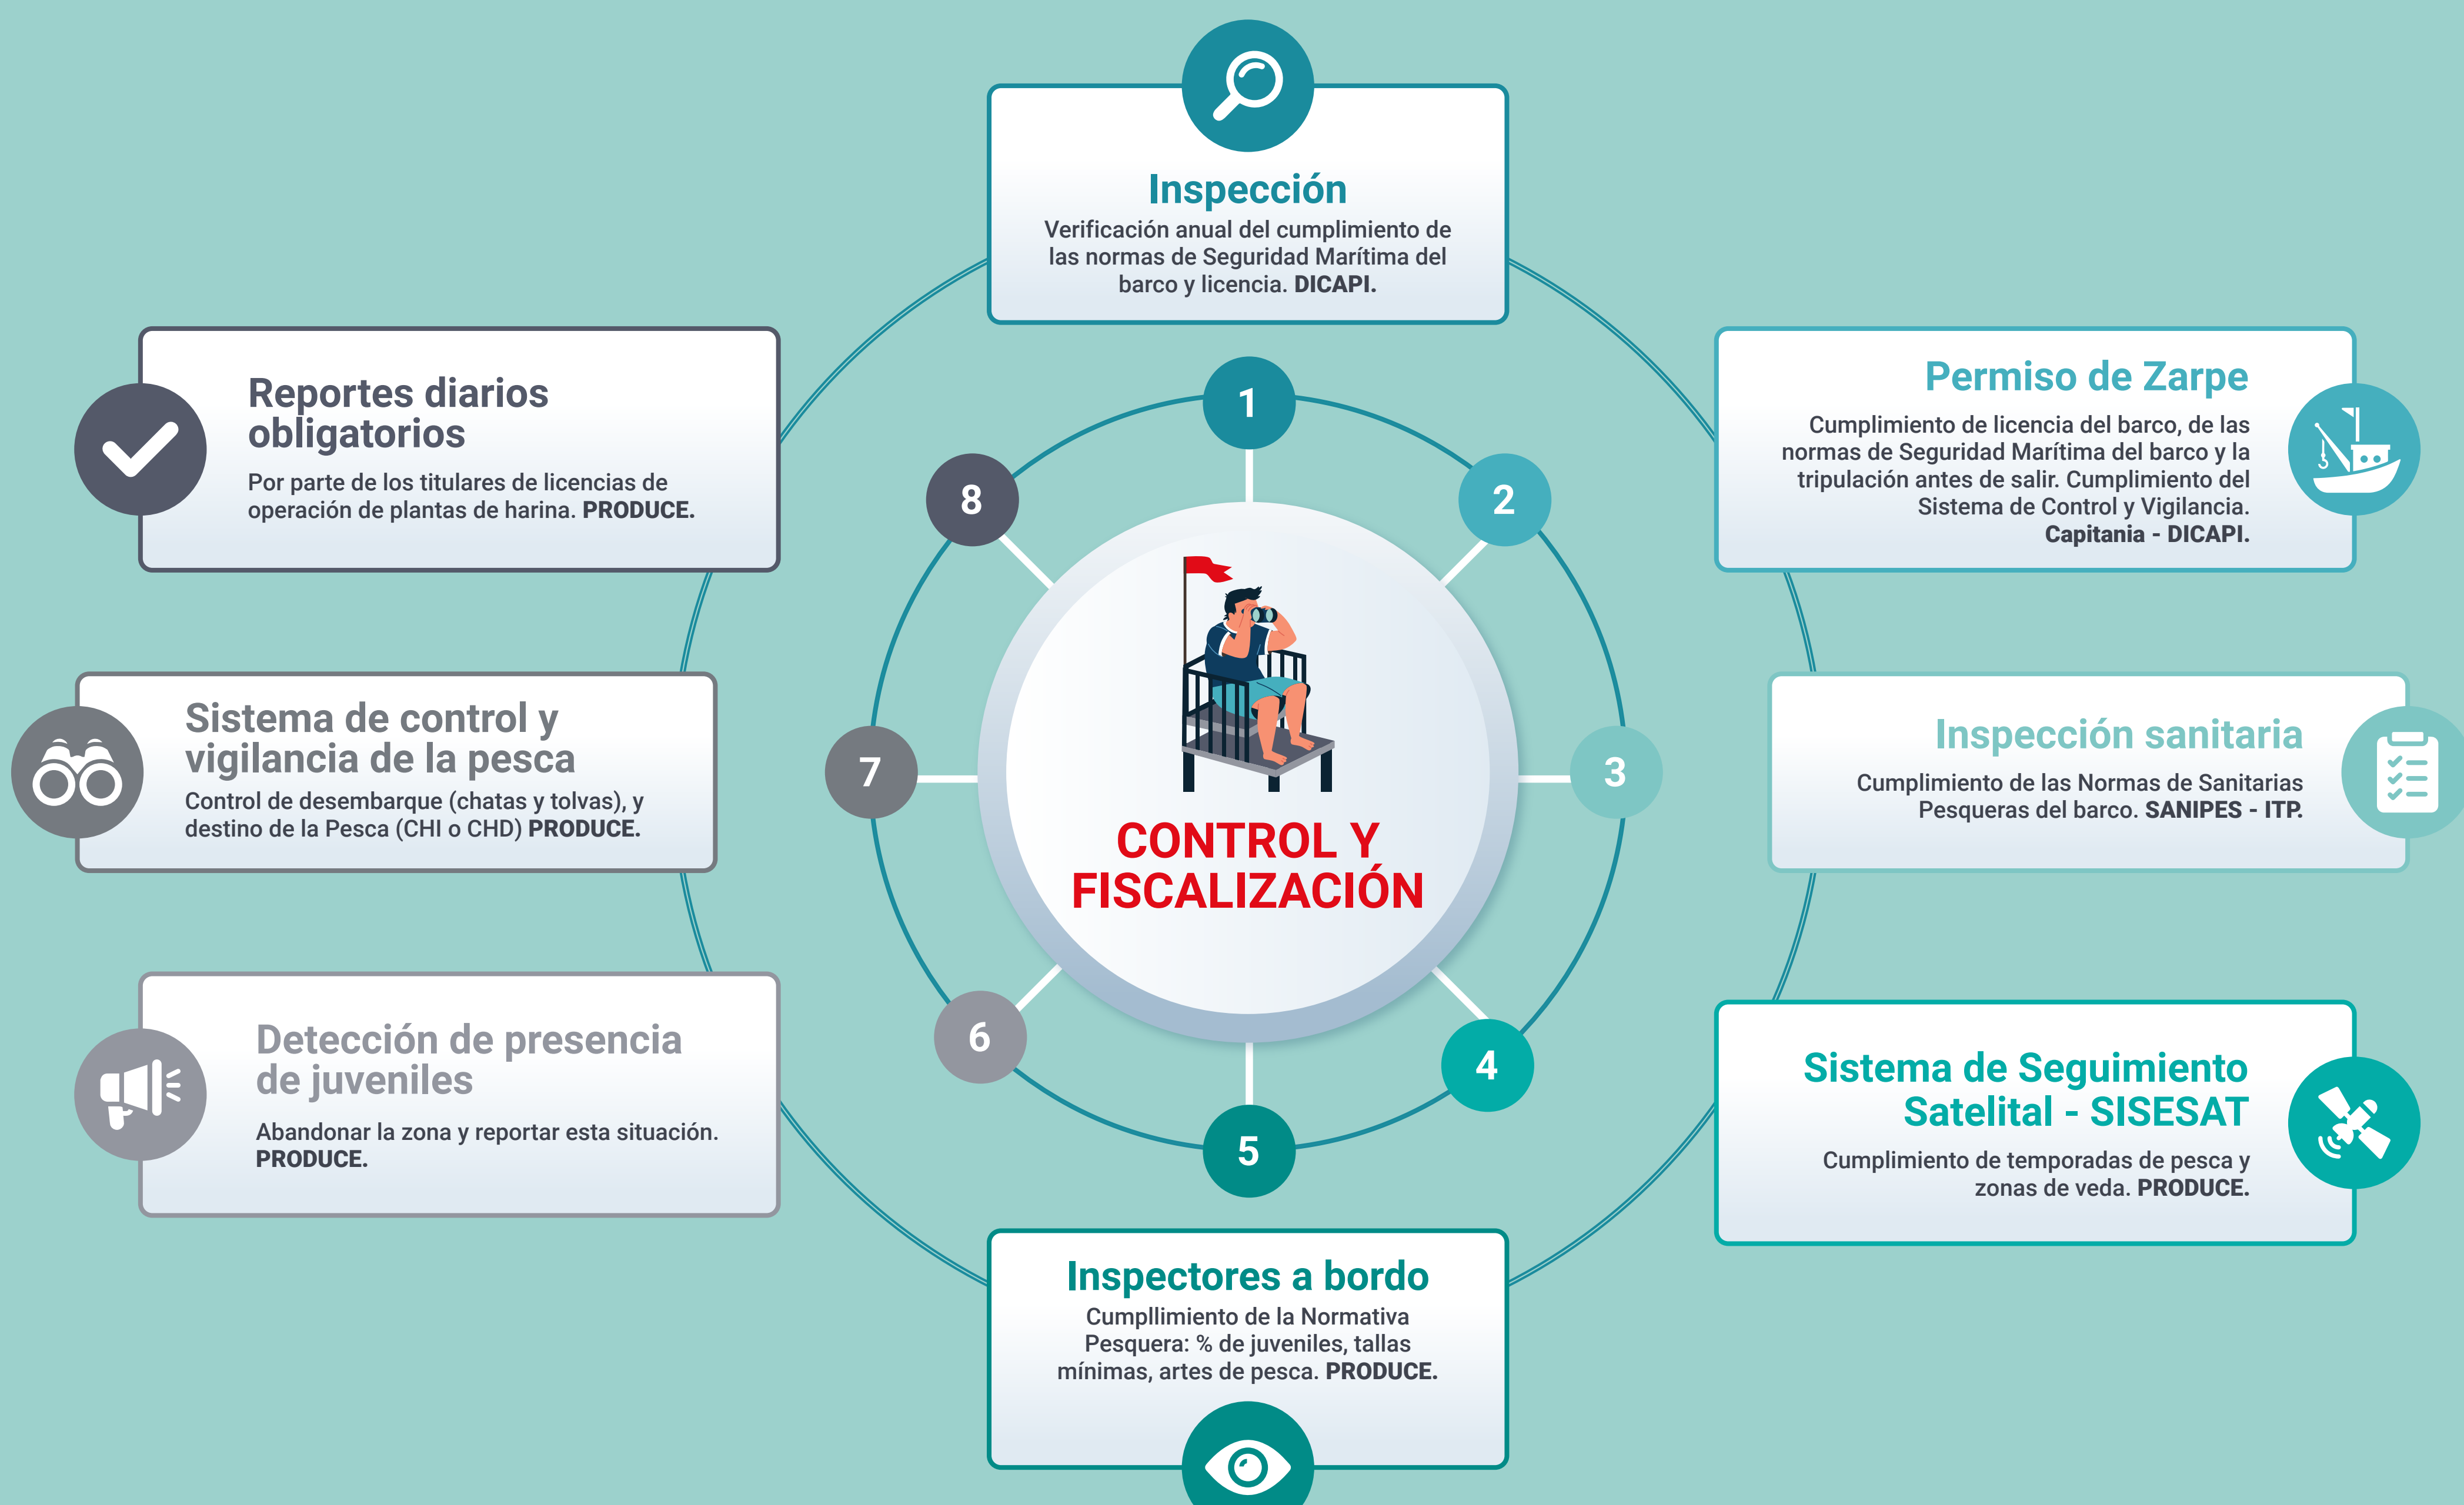 Inspección
Verificación anual del cumplimiento de
las normas de Seguridad Marítima del
barco y licencia. DICAPI.
Permiso de Zarpe
Cumplimiento de licencia del barco, de las
normas de Seguridad Marítima del barco y la
tripulación antes de salir. Cumplimiento del
Sistema de Control y Vigilancia.
Capitania - DICAPI.
Inspección sanitaria
Cumplimiento de las Normas de Sanitarias
Pesqueras del barco. SANIPES - ITP.
Sistema de Seguimiento
Satelital - SISESAT
Cumplimiento de temporadas de pesca y
zonas de veda. PRODUCE.
Inspectores a bordo
Cumpllimiento de la Normativa
Pesquera: % de juveniles, tallas
mínimas, artes de pesca. PRODUCE.
Detección de presencia
de juveniles
Abandonar la zona y reportar esta situación.
PRODUCE.
Sistema de control y
vigilancia de la pesca
Control de desembarque (chatas y tolvas), y
destino de la Pesca (CHI o CHD) PRODUCE.
Reportes diarios
obligatorios
Por parte de los titulares de licencias de
operación de plantas de harina. PRODUCE.
1
2
3
4
5
6
7
8
CONTROL Y
FISCALIZACIÓN